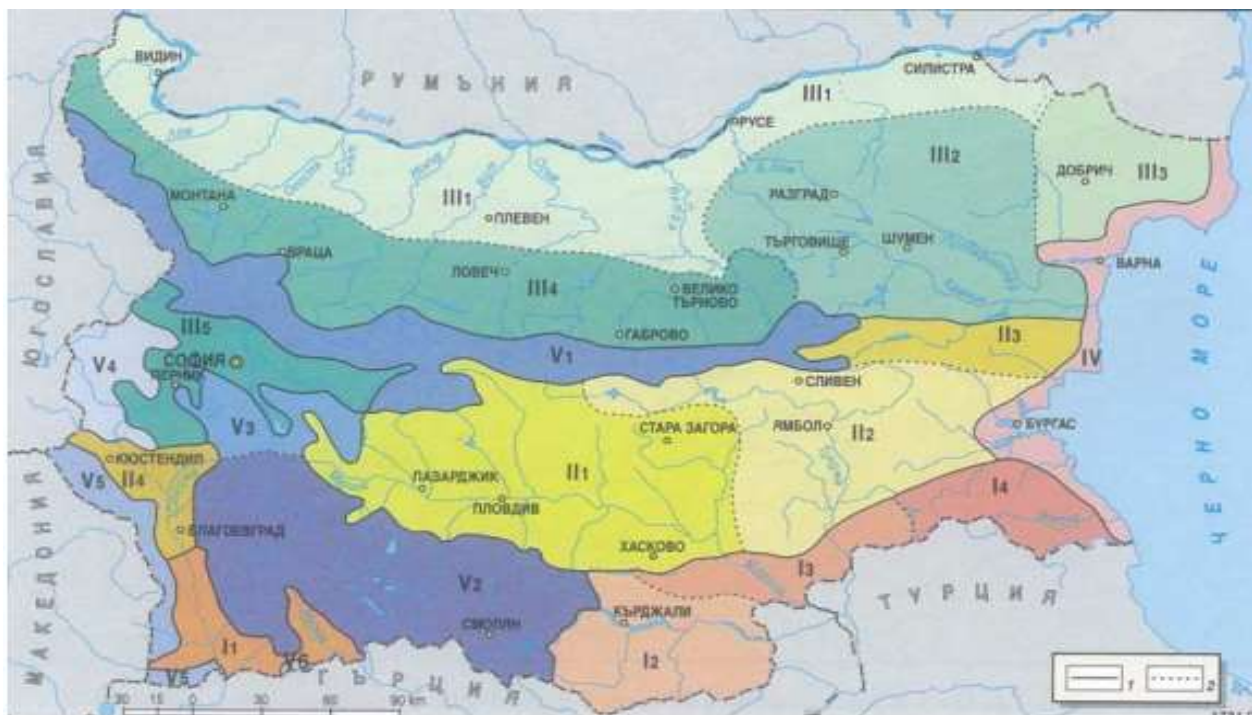 ВИДИН
РУМЪНИЯ
СИЛИСТРА
III1
РУСЕ
III2
ДОБРИЧ
III3
МОНТАНА
III1
ПЛЕВЕН
РАЗГРАД
ТЪРГОВИЩЕ
ШУМЕН
ВАРНА
ВРАЦА
ЛОВЕЧ
III4
ВЕЛИКО
ТЪРНОВО
ГАБРОВО
ЮГОСЛАВИЯ
III5
СОФИЯ
ПЕРНИК
V4
V1
II3
IV
ЧЕРНО МОРЕ
СЛИВЕН
V3
СТАРА ЗАГОРА
ЯМБОЛ
II2
БУРГАС
КЮСТЕНДИЛ
V5
II4
ПАЗАРДЖИК
II1
ПЛОВДИВ
I4
БЛАГОЕВГРАД
ХАСКОВО
I3
МАКЕДОНИЯ
V2
КЪРДЖАЛИ
ТУРЦИЯ
СМОЛЯН
I1
V6
I2
V5
ГЪРЦИЯ
30 15 0 30 60 90 km
1
2